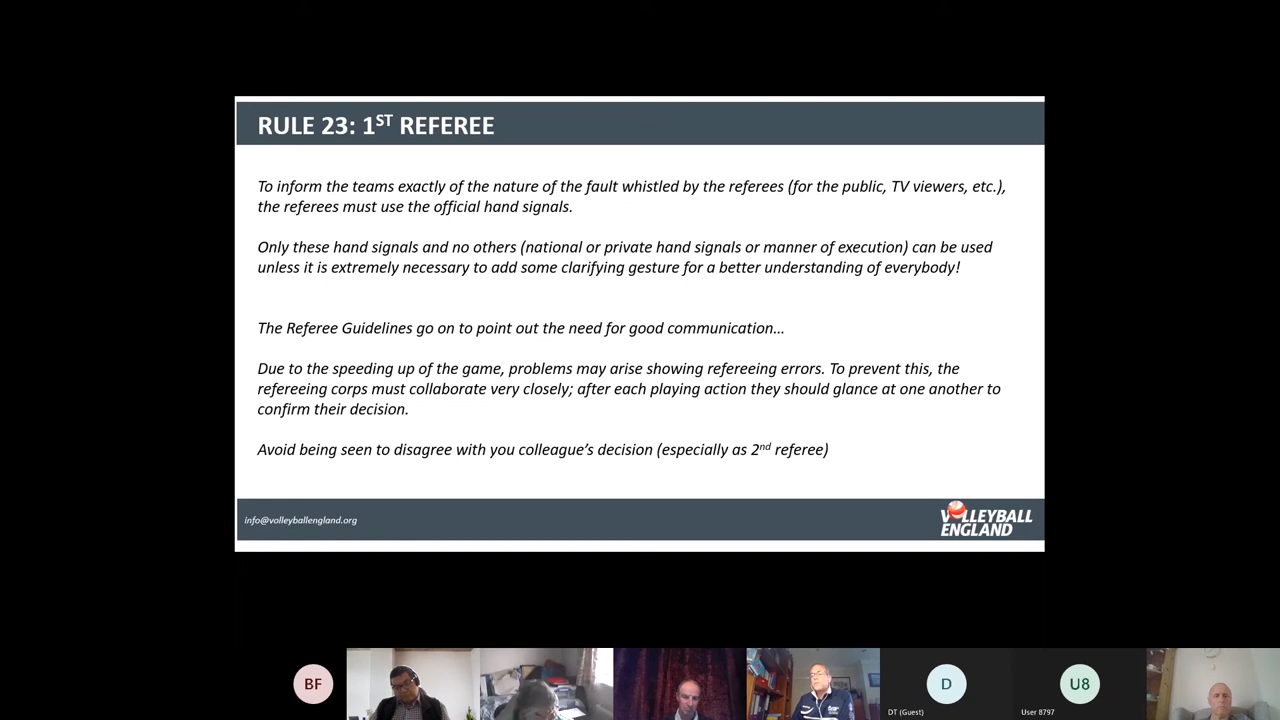 RULE 23: 1ST REFEREE
To inform the teams exactly of the nature of the fault whistled by the referees (for the public, TV viewers, etc.),
the referees must use the official hand signals.
Only these hand signals and no others (national or private hand signals or manner of execution) can be used
unless it is extremely necessary to add some clarifying gesture for a better understanding of everybody!
The Referee Guidelines go on to point out the need for good communication…
Due to the speeding up of the game, problems may arise showing refereeing errors. To prevent this, the
refereeing corps must collaborate very closely; after each playing action they should glance at one another to
confirm their decision.
Avoid being seen to disagree with you colleague's decision (especially as 2nd referee)
info@volleyballengland.org
VOLLEYBALL
ENGLAND
BF
D
U8
DT (Guest)
User 8797